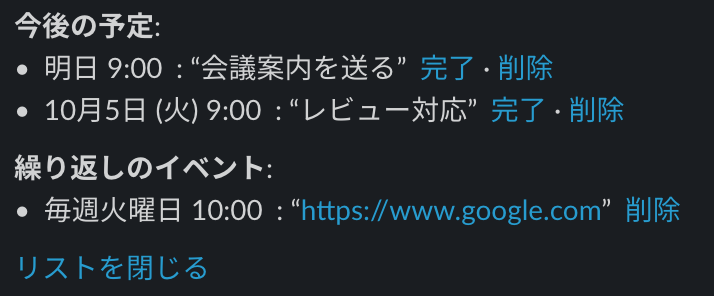 今後の予定:
• 明日 9:00 : “会議案内を送る” 完了 · 削除
• 10月5日 (火) 9:00 : “レビュー対応” 完了 · 削除
繰り返しのイベント:
• 毎週火曜日 10:00 : “https://www.google.com” 削除
リストを閉じる